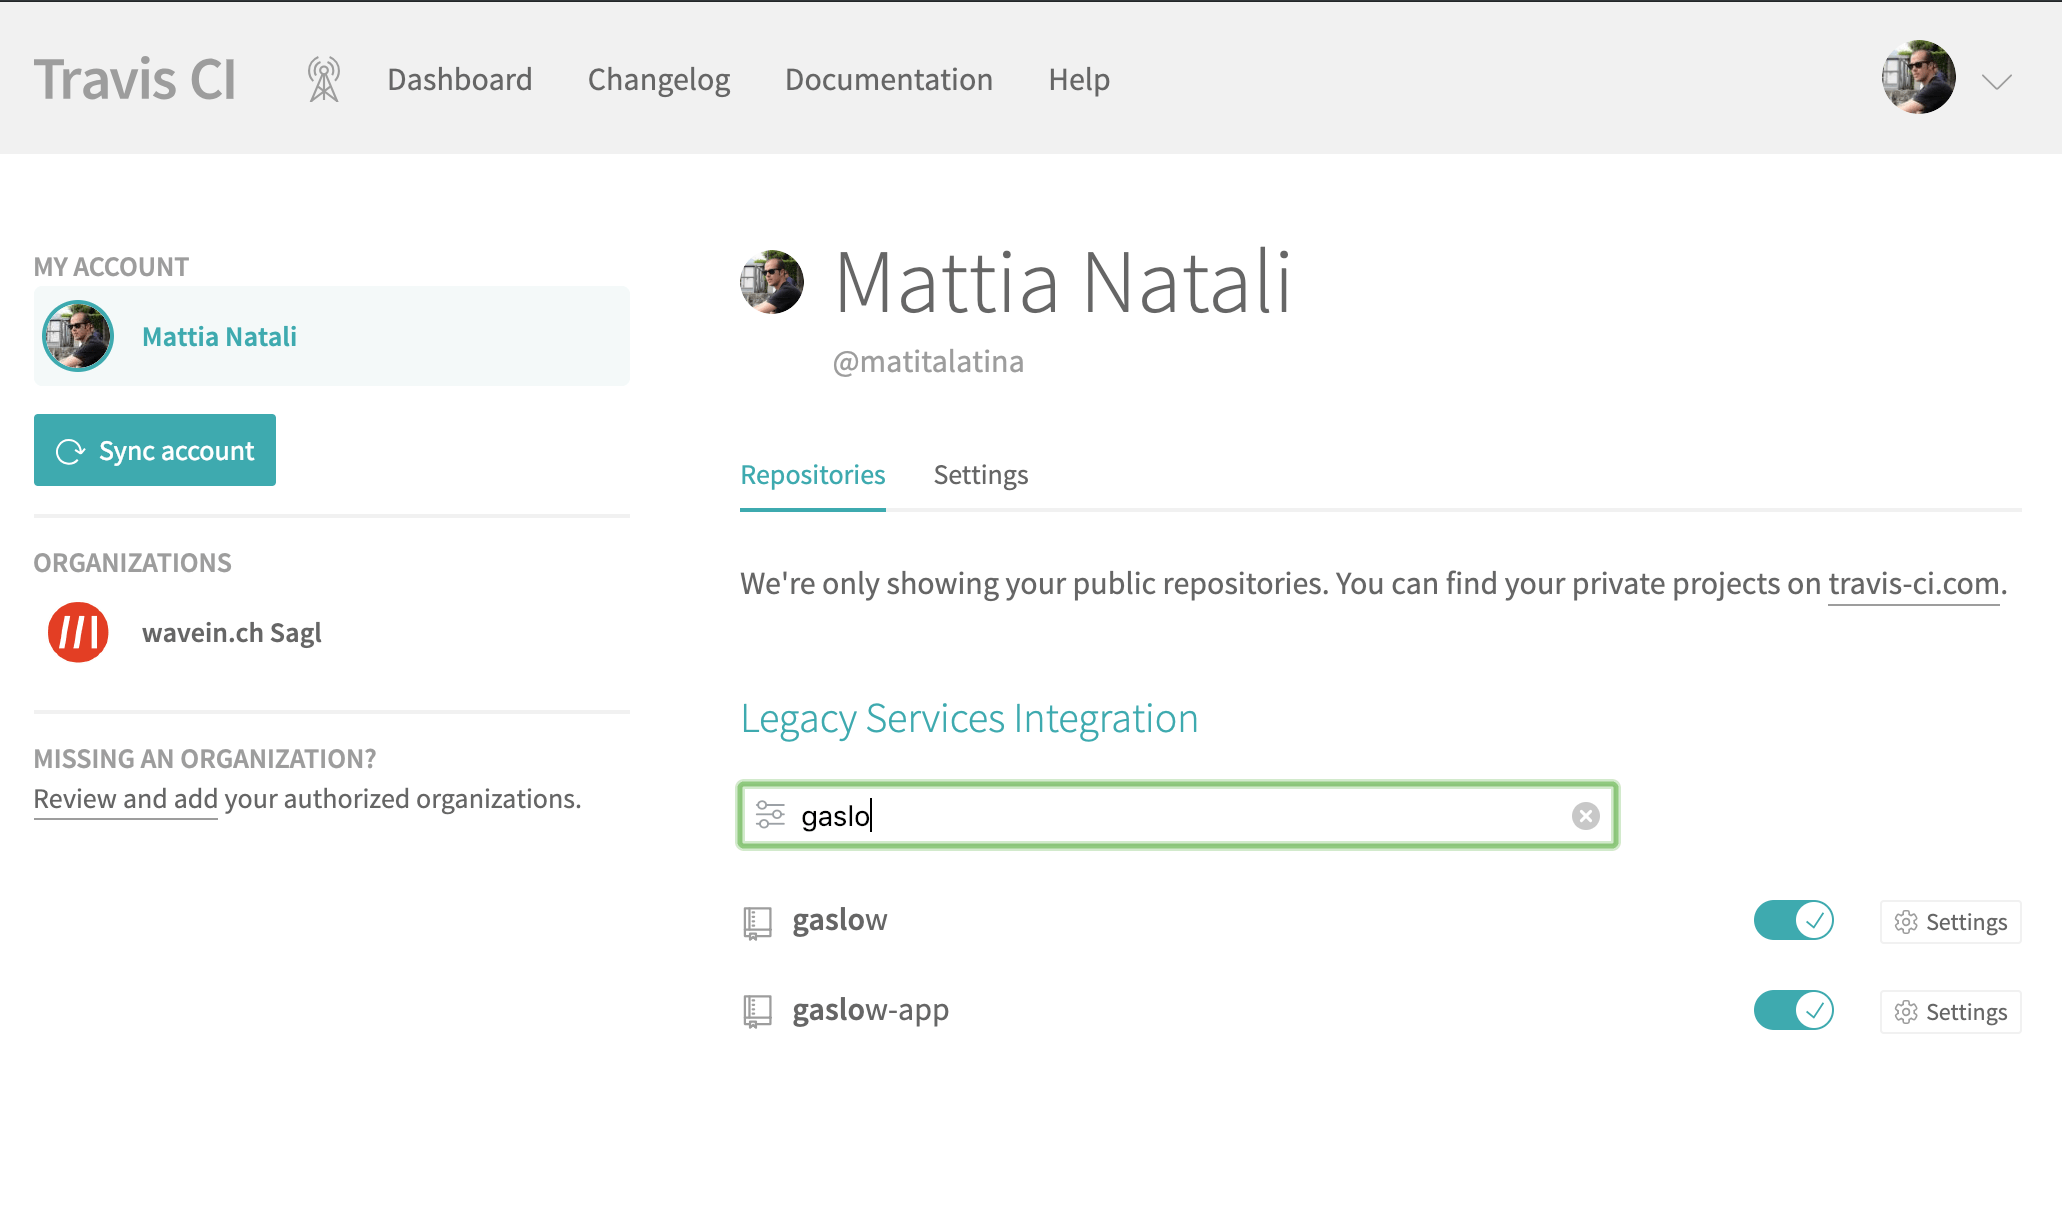 Travis CI
Dashboard
Changelog
Documentation
Help
MY ACCOUNT
Mattia Natali
Sync account
ORGANIZATIONS
wavein.ch Sagl
MISSING AN ORGANIZATION?
Review and add your authorized organizations.
Mattia Natali
@matitalatina
Repositories
Settings
We're only showing your public repositories. You can find your private projects on travis-ci.com.
Legacy Services Integration
gaslo
gaslow
Settings
gaslow-app
Settings